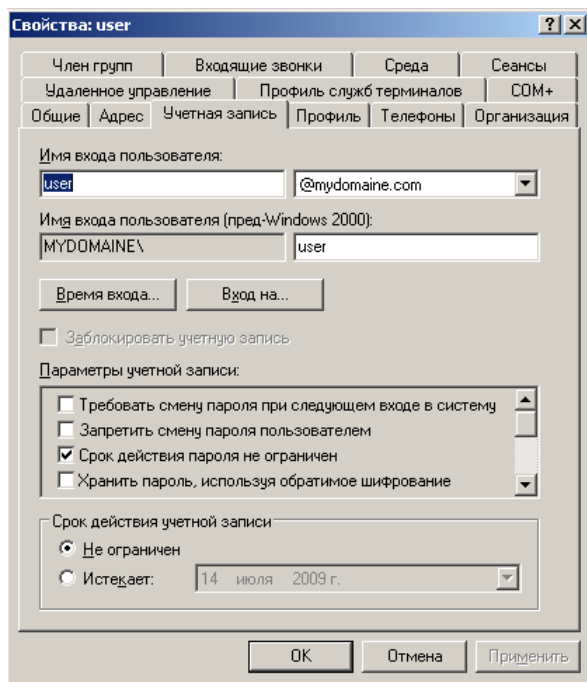 Свойства: user
Член групп Входящие звонки Среда Сеансы
Удаленное управление Профиль служб терминалов COM+
Общие Адрес Учетная запись Профиль Телефоны Организация
Имя входа пользователя:
user @mydomaine.com
Имя входа пользователя (пред-Windows 2000):
MYDOMAINE\ user
Время входа... Вход на...
Заблокировать учетную запись
Параметры учетной записи:
Требовать смену пароля при следующем входе в систему
Запретить смену пароля пользователем
Срок действия пароля не ограничен
Хранить пароль, используя обратимое шифрование
Срок действия учетной записи
Не ограничен
Истекает: 14 июля 2009 г.
OK Отмена Применить